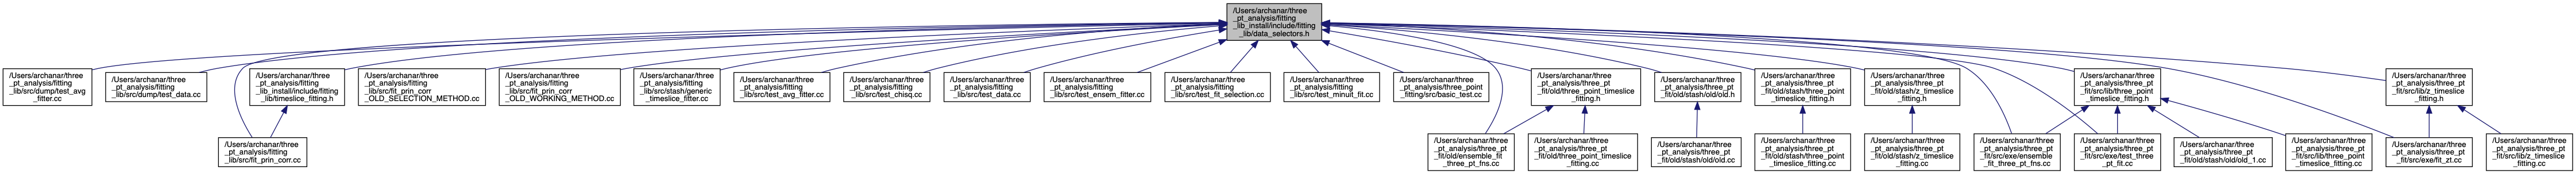 /Users/archanar/three
_pt_analysis/fitting
_lib_install/include/fitting
_lib/data_selectors.h
/Users/archanar/three
_pt_analysis/fitting
_lib/src/dump/test_avg
_fitter.cc
/Users/archanar/three
_pt_analysis/fitting
_lib/src/dump/test_data.cc
/Users/archanar/three
_pt_analysis/fitting
_lib_install/include/fitting
_lib/timeslice_fitting.h
/Users/archanar/three
_pt_analysis/fitting
_lib/src/fit_prin_corr
_OLD_SELECTION_METHOD.cc
/Users/archanar/three
_pt_analysis/fitting
_lib/src/fit_prin_corr
_OLD_WORKING_METHOD.cc
/Users/archanar/three
_pt_analysis/fitting
_lib/src/stash/generic
_timeslice_fitter.cc
/Users/archanar/three
_pt_analysis/fitting
_lib/src/test_avg_fitter.cc
/Users/archanar/three
_pt_analysis/fitting
_lib/src/test_chisq.cc
/Users/archanar/three
_pt_analysis/fitting
_lib/src/test_data.cc
/Users/archanar/three
_pt_analysis/fitting
_lib/src/test_ensem_fitter.cc
/Users/archanar/three
_pt_analysis/fitting
_lib/src/test_fit_selection.cc
/Users/archanar/three
_pt_analysis/fitting
_lib/src/test_minuit_fit.cc
/Users/archanar/three
_pt_analysis/three_point
_fitting/src/basic_test.cc
/Users/archanar/three
_pt_analysis/three_pt
_fit/old/three_point_timeslice
_fitting.h
/Users/archanar/three
_pt_analysis/three_pt
_fit/old/stash/old/old.h
/Users/archanar/three
_pt_analysis/three_pt
_fit/old/stash/three_point
_timeslice_fitting.h
/Users/archanar/three
_pt_analysis/three_pt
_fit/old/stash/z_timeslice
_fitting.h
/Users/archanar/three
_pt_analysis/three_pt
_fit/src/lib/three_point
_timeslice_fitting.h
/Users/archanar/three
_pt_analysis/three_pt
_fit/src/lib/z_timeslice
_fitting.h
/Users/archanar/three
_pt_analysis/fitting
_lib/src/fit_prin_corr.cc
/Users/archanar/three
_pt_analysis/three_pt
_fit/old/ensemble_fit
_three_pt_fns.cc
/Users/archanar/three
_pt_analysis/three_pt
_fit/old/three_point_timeslice
_fitting.cc
/Users/archanar/three
_pt_analysis/three_pt
_fit/old/stash/old/old.cc
/Users/archanar/three
_pt_analysis/three_pt
_fit/old/stash/three_point
_timeslice_fitting.cc
/Users/archanar/three
_pt_analysis/three_pt
_fit/old/stash/z_timeslice
_fitting.cc
/Users/archanar/three
_pt_analysis/three_pt
_fit/src/exe/ensemble
_fit_three_pt_fns.cc
/Users/archanar/three
_pt_analysis/three_pt
_fit/src/exe/test_three
_pt_fit.cc
/Users/archanar/three
_pt_analysis/three_pt
_fit/old/stash/old/old_1.cc
/Users/archanar/three
_pt_analysis/three_pt
_fit/src/lib/three_point
_timeslice_fitting.cc
/Users/archanar/three
_pt_analysis/three_pt
_fit/src/exe/fit_zt.cc
/Users/archanar/three
_pt_analysis/three_pt
_fit/src/lib/z_timeslice
_fitting.cc